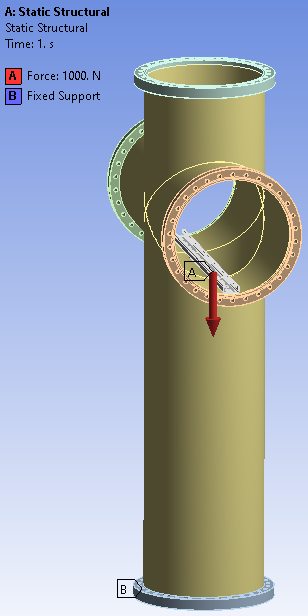 A: Static Structural
Static Structural
Time: 1. s
A Force: 1000. N
B Fixed Support
A
B